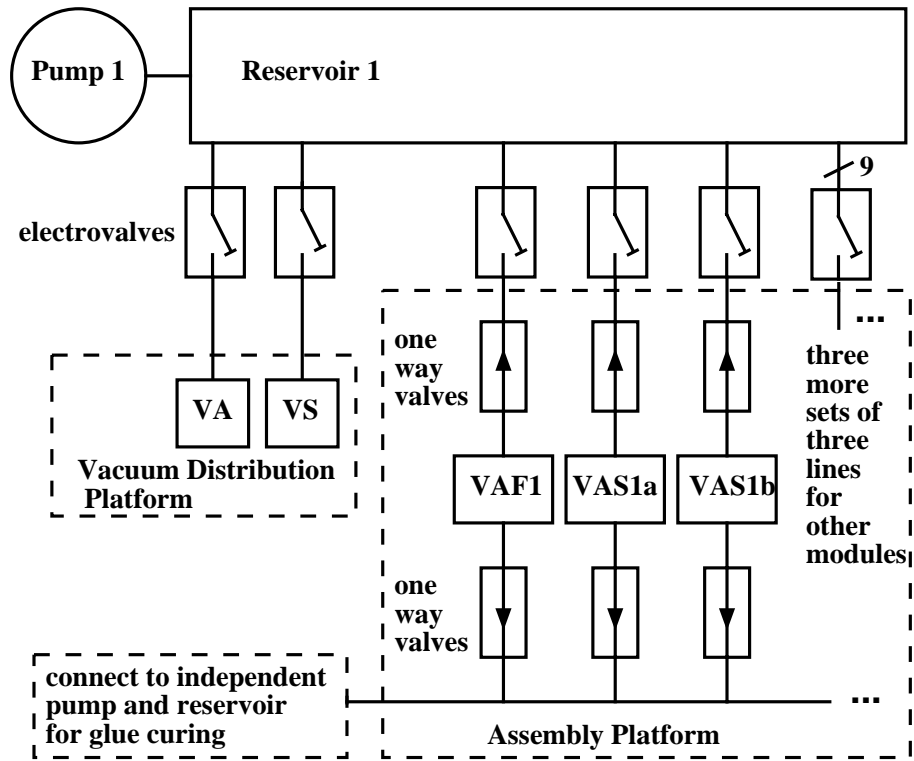 Pump 1
Reservoir 1
9
electrovalves
...
one
way
valves
three
more
sets of
three
lines
for
other
modules
VA
VS
Vacuum Distribution
Platform
VAF1
VAS1a
VAS1b
one
way
valves
connect to independent
pump and reservoir
for glue curing
...
Assembly Platform